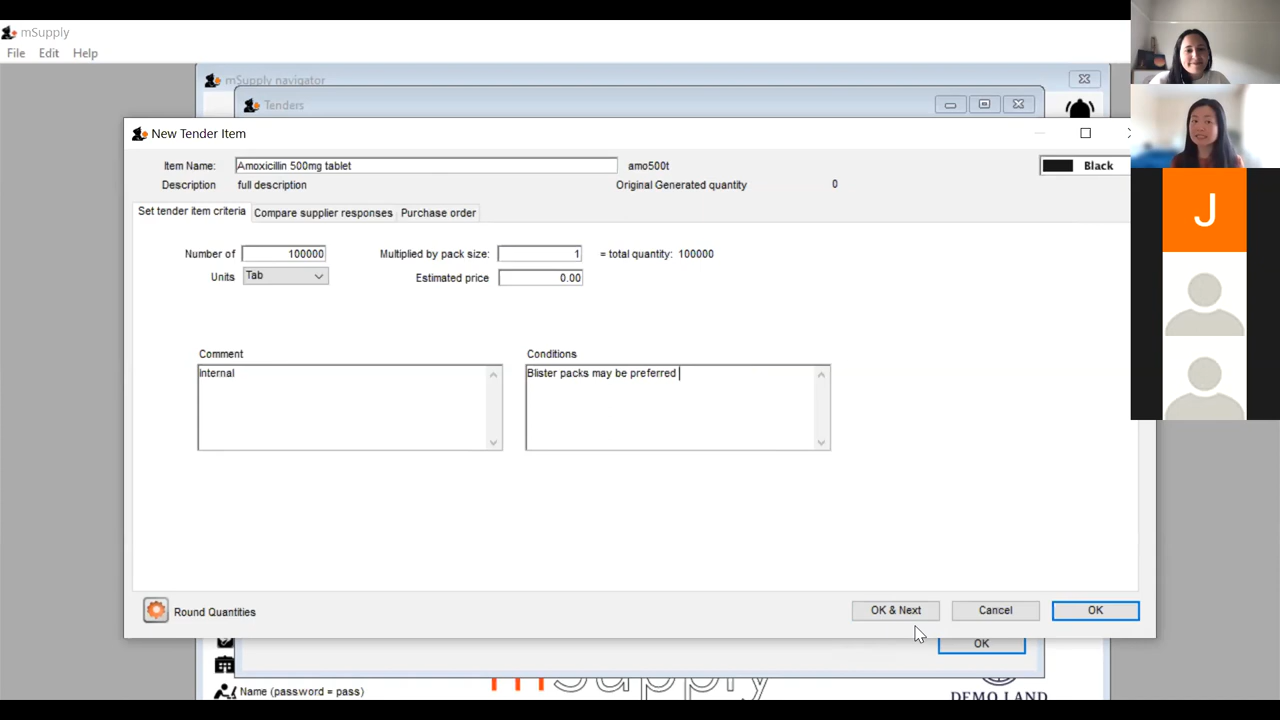 mSupply
File Edit Help
mSupply navigator
Tenders
New Tender Item
Item Name: Amoxicillin 500mg tablet amo500t
Black
Description full description Original Generated quantity 0
Set tender item criteria Compare supplier responses Purchase order
Number of 100000 Multiplied by pack size: 1 = total quantity: 100000
Units Tab Estimated price 0.00
Comment Conditions
Internal Blister packs may be preferred
Round Quantities OK & Next Cancel OK
OK
Name (password = pass) mSupply DEMO LAND
J